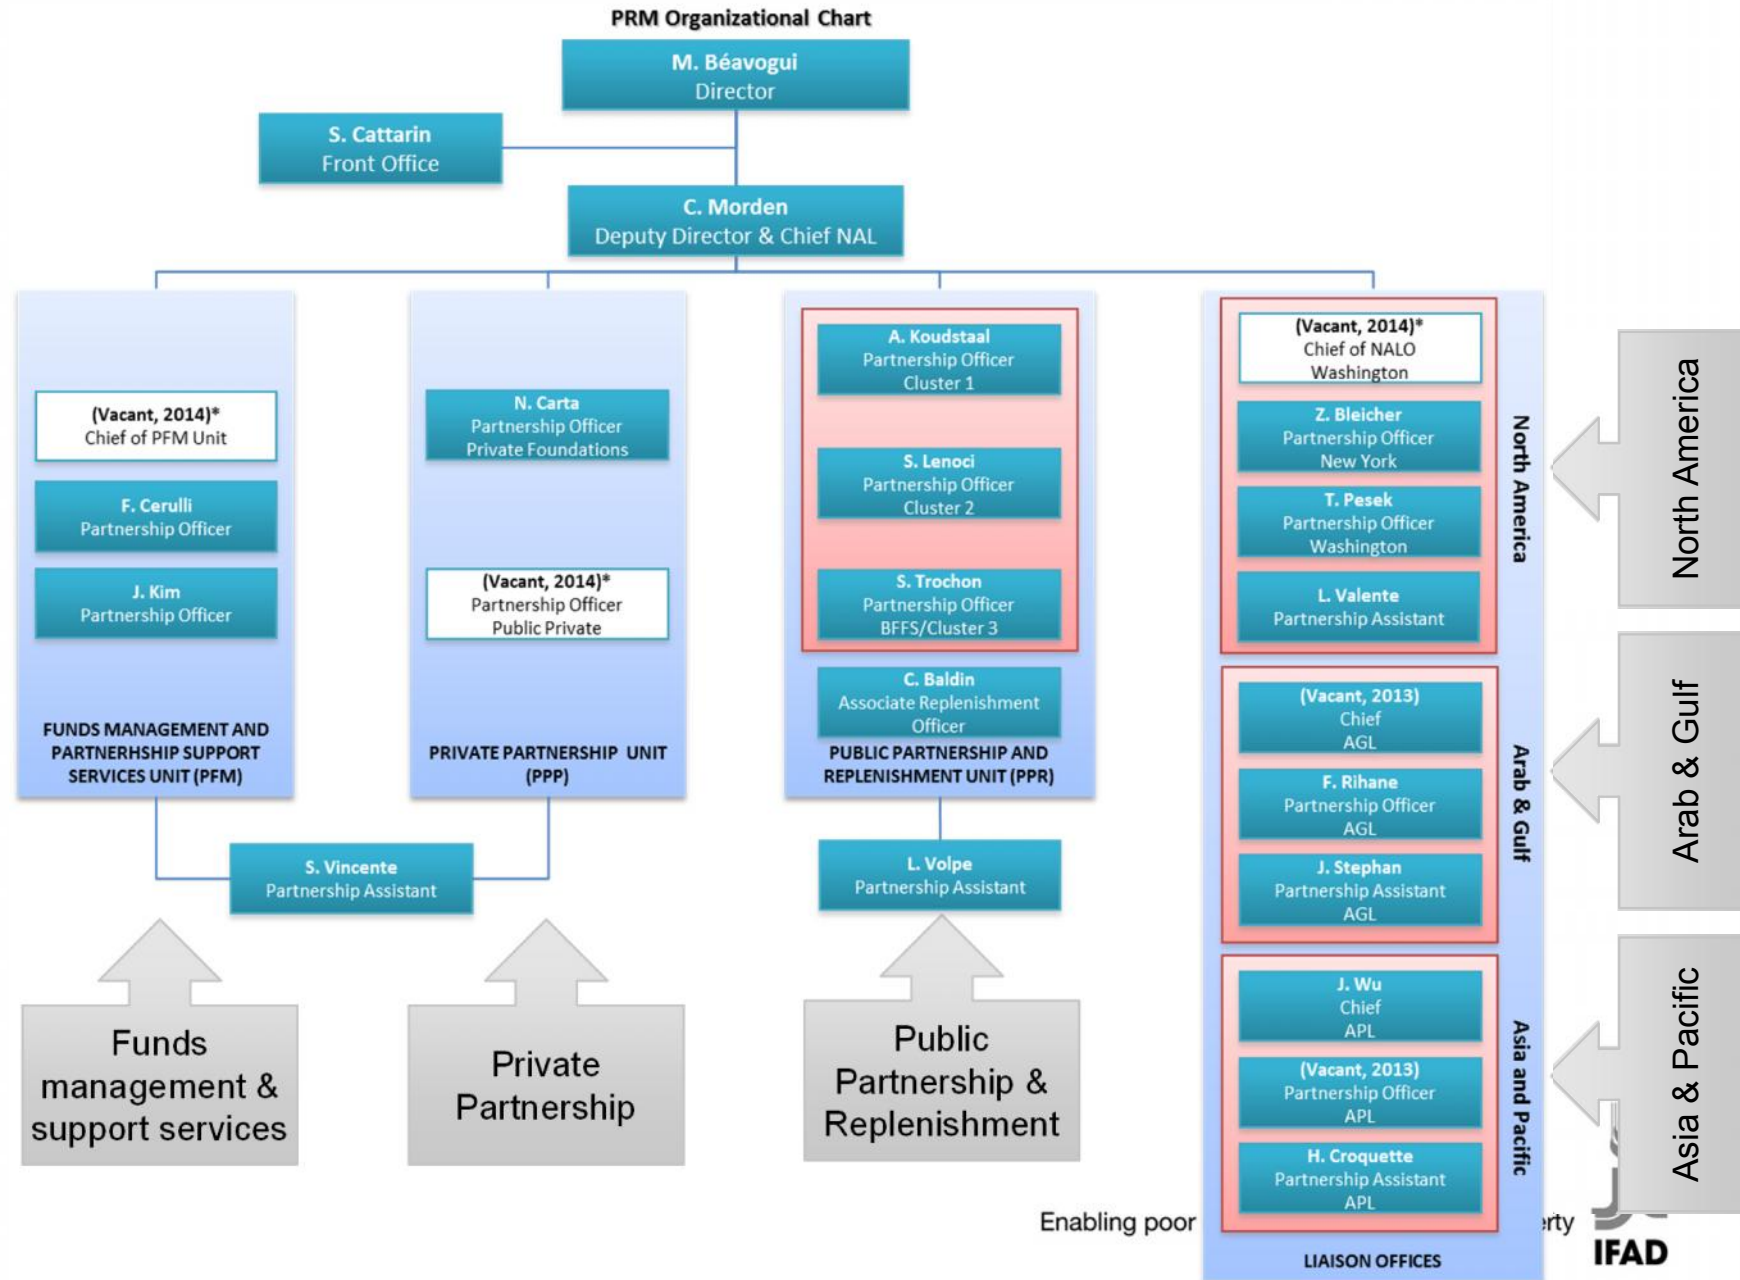 PRM Organizational Chart
M. Béavogui
Director
S. Cattarin
Front Office
C. Morden
Deputy Director & Chief NAL
(Vacant, 2014)*
Chief of PFM Unit
F. Cerulli
Partnership Officer
J. Kim
Partnership Officer
FUNDS MANAGEMENT AND
PARTNERHSHIP SUPPORT
SERVICES UNIT (PFM)
N. Carta
Partnership Officer
Private Foundations
(Vacant, 2014)*
Partnership Officer
Public Private
PRIVATE PARTNERSHIP UNIT
(PPP)
S. Vincente
Partnership Assistant
A. Koudstaal
Partnership Officer
Cluster 1
S. Lenoci
Partnership Officer
Cluster 2
S. Trochon
Partnership Officer
BFFS/Cluster 3
C. Baldin
Associate Replenishment
Officer
PUBLIC PARTNERSHIP AND
REPLENISHMENT UNIT (PPR)
L. Volpe
Partnership Assistant
(Vacant, 2014)*
Chief of NALO
Washington
Z. Bleicher
Partnership Officer
New York
T. Pesek
Partnership Officer
Washington
L. Valente
Partnership Assistant
North America
(Vacant, 2013)
Chief
AGL
F. Rihane
Partnership Officer
AGL
J. Stephan
Partnership Assistant
AGL
Arab & Gulf
J. Wu
Chief
APL
(Vacant, 2013)
Partnership Officer
APL
H. Croquette
Partnership Assistant
APL
Asia and Pacific
LIAISON OFFICES
North America
Arab & Gulf
Asia & Pacific
Funds
management &
support services
Private
Partnership
Public
Partnership &
Replenishment
Enabling poor
IFAD